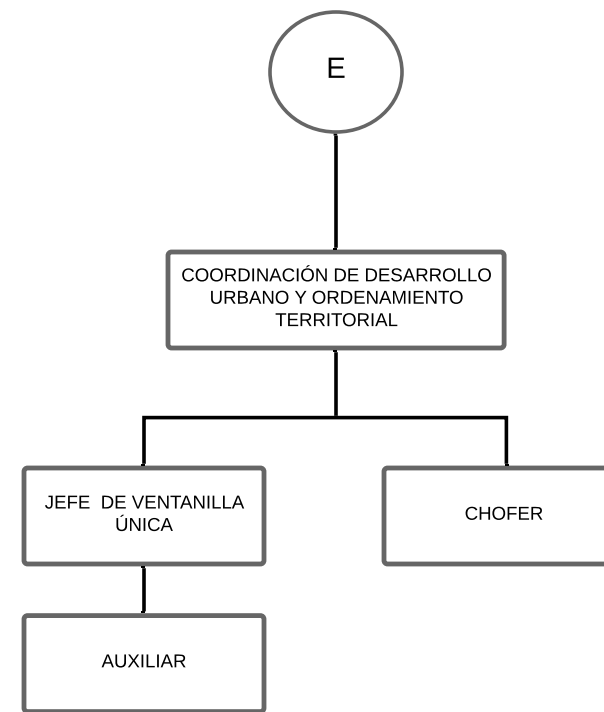 E
COORDINACIÓN DE DESARROLLO
URBANO Y ORDENAMIENTO
TERRITORIAL
JEFE  DE VENTANILLA
ÚNICA
CHOFER
AUXILIAR